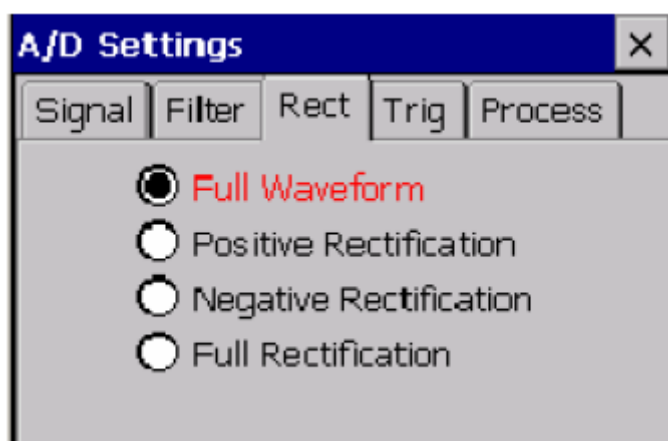 A/D Settings
Signal Filter Rect Trig Process
Full Waveform
Positive Rectification
Negative Rectification
Full Rectification